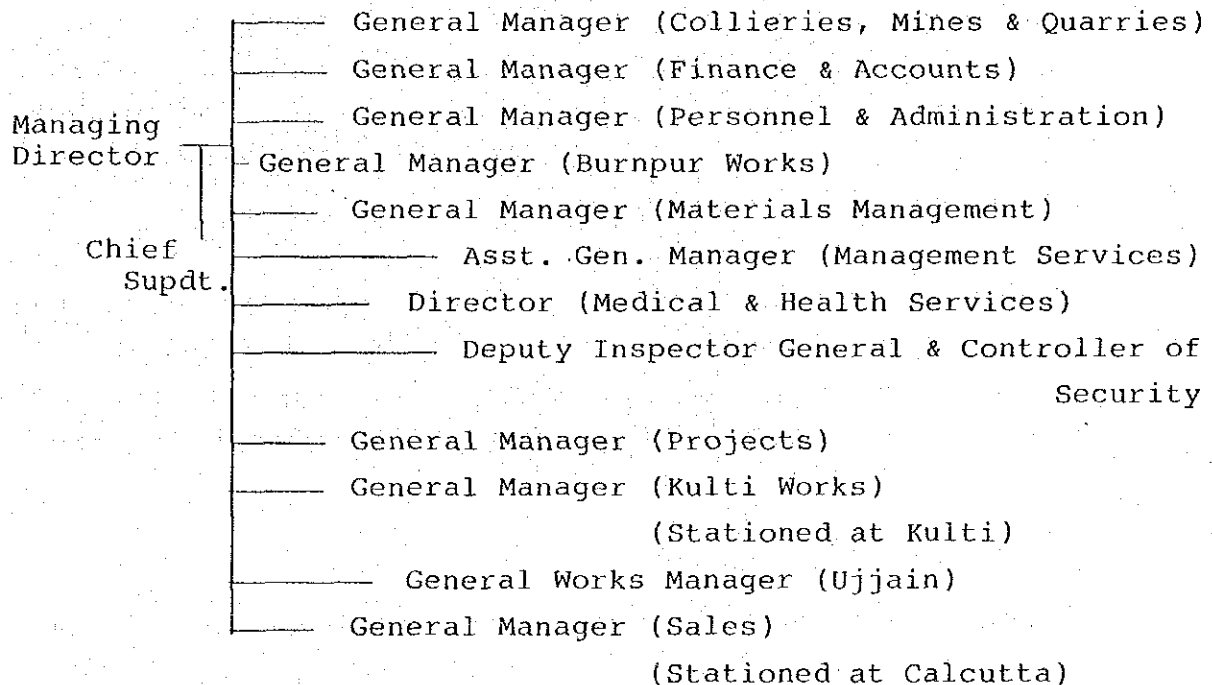 General Manager (Collieries, Mines & Quarries)
General Manager (Finance & Accounts)
General Manager (Personnel & Administration)
Managing
Director
General Manager (Burnpur Works)
General Manager (Materials Management)
Chief
Supdt.
Asst. Gen. Manager (Management Services)
Director (Medical & Health Services)
Deputy Inspector General & Controller of
Security
General Manager (Projects)
General Manager (Kulti Works)
(Stationed at Kulti)
General Works Manager (Ujjain)
General Manager (Sales)
(Stationed at Calcutta)